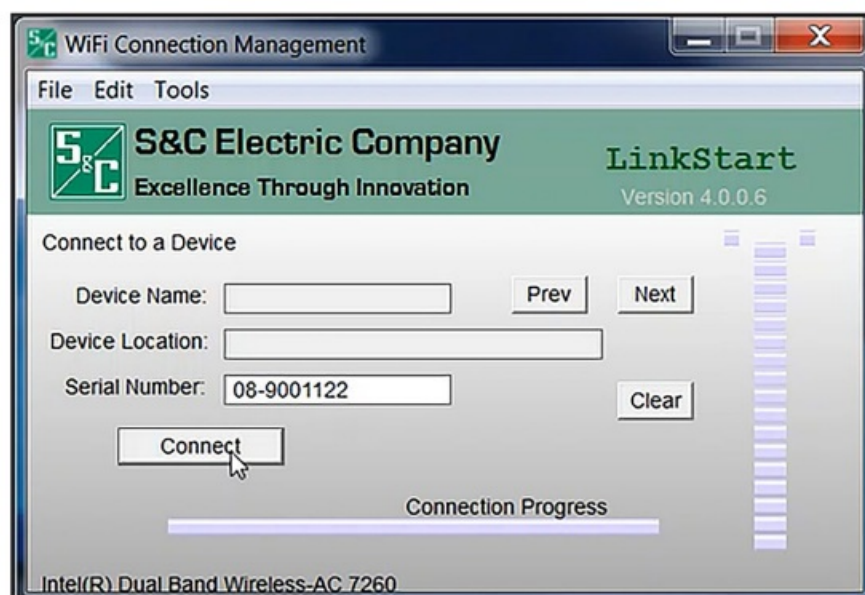 S&C WiFi Connection Management
File Edit Tools
S&C S&C Electric Company
Excellence Through Innovation
LinkStart
Version 4.0.0.6
Connect to a Device
Device Name: Prev Next
Device Location:
Serial Number: 08-9001122
Clear
Connect
Connection Progress
Intel(R) Dual Band Wireless-AC 7260